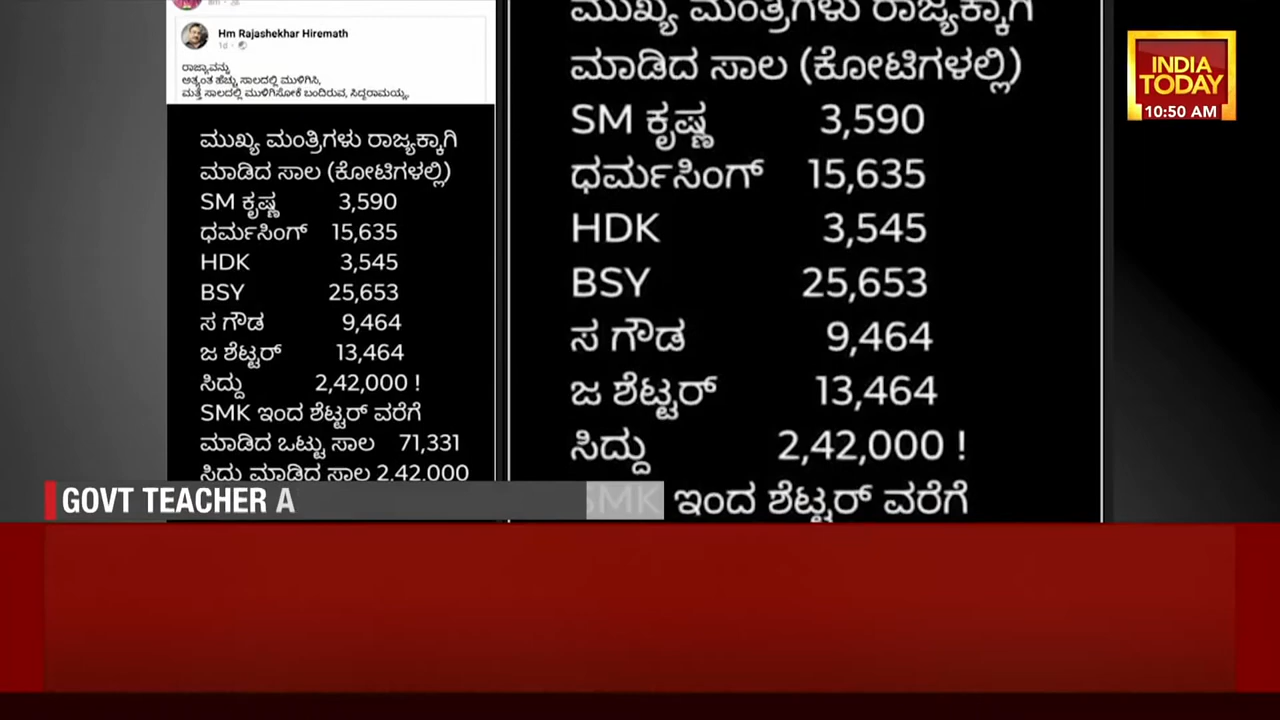 Hm Rajashekhar Hiremath
1d
ರಾಜ್ಯಾವನ್ನು
ಅತ್ಯಂತ ಹೆಚ್ಚು ಸಾಲದಲ್ಲಿ ಮುಳಿಗಿಸಿ,
ಮತ್ತೆ ಸಾಲದಲ್ಲಿ ಮುಳಿಗಿಸೋಕೆ ಬಂದಿರುವ, ಸಿದ್ದರಾಮಯ್ಯ.
ಮುಖ್ಯ ಮಂತ್ರಿಗಳು ರಾಜ್ಯಕ್ಕಾಗಿ
ಮಾಡಿದ ಸಾಲ (ಕೋಟಿಗಳಲ್ಲಿ)
SM ಕೃಷ್ಣ 3,590
ಧರ್ಮಸಿಂಗ್ 15,635
HDK 3,545
BSY 25,653
ಸ ಗೌಡ 9,464
ಜ ಶೆಟ್ಟರ್ 13,464
ಸಿದ್ದು 2,42,000 !
SMK ಇಂದ ಶೆಟ್ಟರ್ ವರೆಗೆ
ಮಾಡಿದ ಒಟ್ಟು ಸಾಲ 71,331
ಸಿದ್ದು ಮಾಡಿದ ಸಾಲ 2,42,000
ಮುಖ್ಯ ಮಂತ್ರಿಗಳು ರಾಜ್ಯಕ್ಕಾಗಿ
ಮಾಡಿದ ಸಾಲ (ಕೋಟಿಗಳಲ್ಲಿ)
SM ಕೃಷ್ಣ 3,590
ಧರ್ಮಸಿಂಗ್ 15,635
HDK 3,545
BSY 25,653
ಸ ಗೌಡ 9,464
ಜ ಶೆಟ್ಟರ್ 13,464
ಸಿದ್ದು 2,42,000 !
SMK ಇಂದ ಶೆಟ್ಟರ್ ವರೆಗೆ
INDIA
TODAY
10:50 AM
GOVT TEACHER A